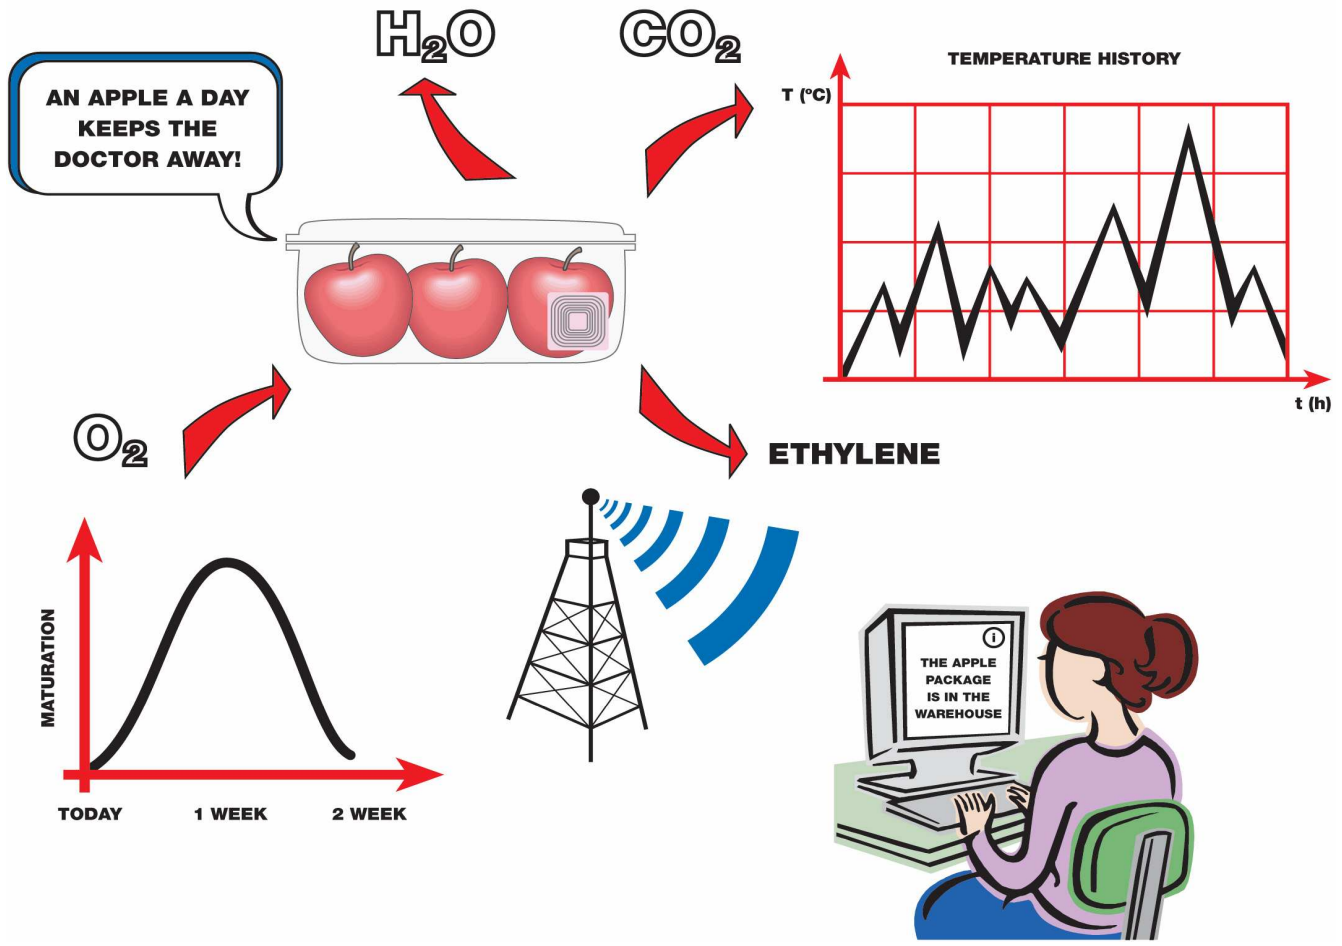 H₂O
CO₂
AN APPLE A DAY
KEEPS THE
DOCTOR AWAY!
TEMPERATURE HISTORY
T (ºC)
t (h)
O₂
ETHYLENE
MATURATION
TODAY
1 WEEK
2 WEEK
i
THE APPLE
PACKAGE
IS IN THE
WAREHOUSE